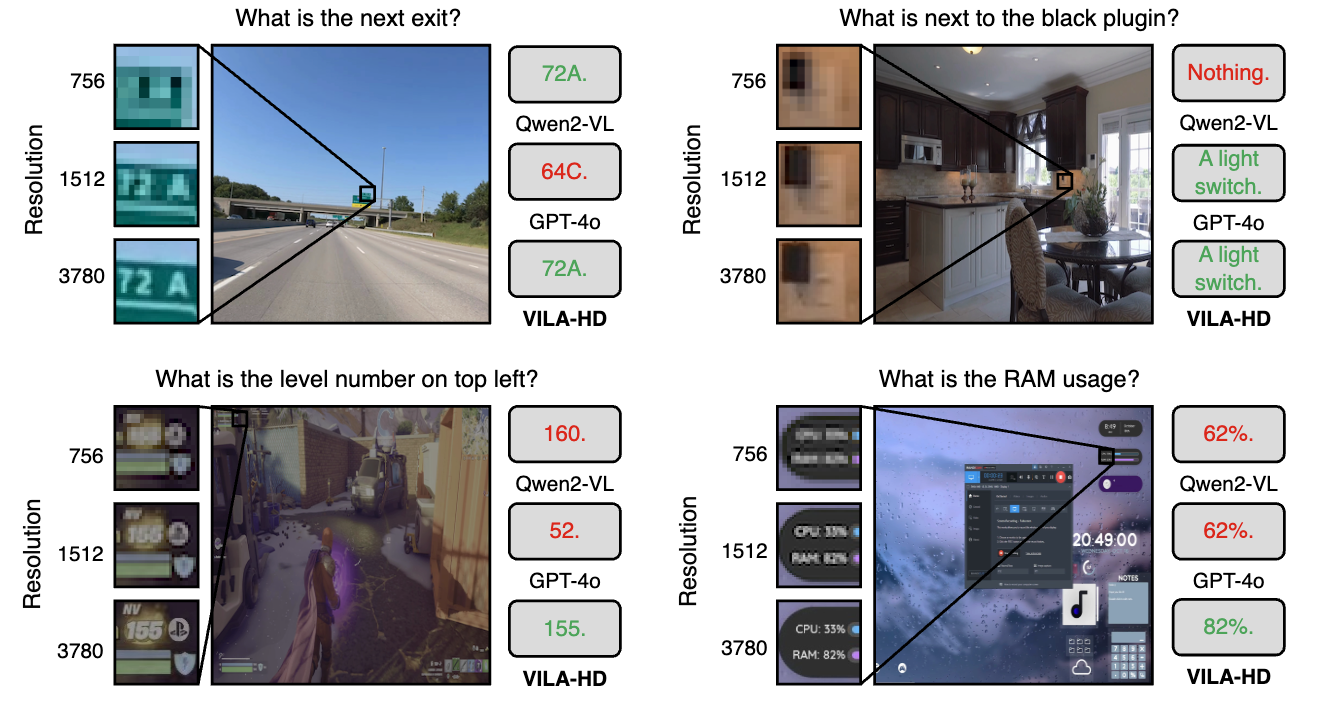 What is the next exit?
Resolution
756
1512
3780
72 A
72 A
72A.
Qwen2-VL
64C.
GPT-4o
72A.
VILA-HD
What is next to the black plugin?
Resolution
756
1512
3780
Nothing.
Qwen2-VL
A light
switch.
GPT-4o
A light
switch.
VILA-HD
What is the level number on top left?
Resolution
756
1512
3780
155
NV
155
160.
Qwen2-VL
52.
GPT-4o
155.
VILA-HD
What is the RAM usage?
Resolution
756
1512
3780
CPU: 33%
RAM: 82%
CPU: 33%
RAM: 82%
8:49
20:49:00
NOTES
62%.
Qwen2-VL
62%.
GPT-4o
82%.
VILA-HD